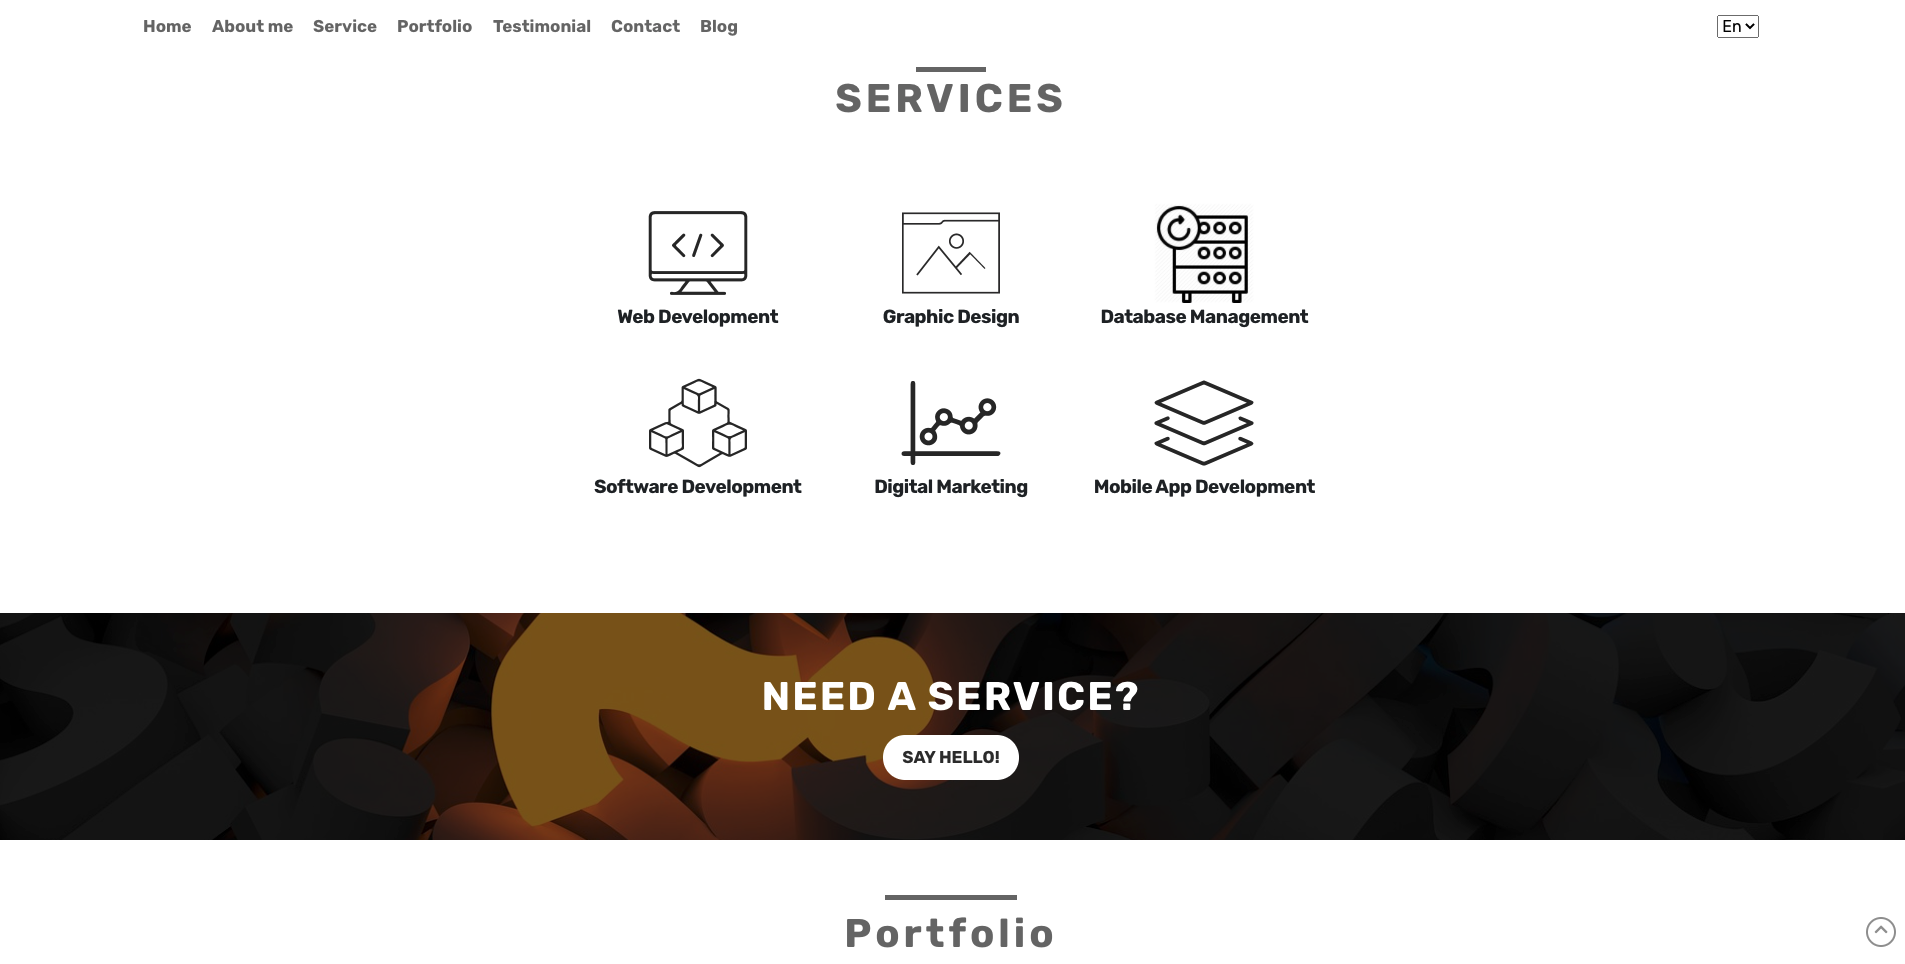 Home About me Service Portfolio Testimonial Contact Blog En
SERVICES
Web Development Graphic Design Database Management
Software Development Digital Marketing Mobile App Development
NEED A SERVICE?
SAY HELLO!
Portfolio